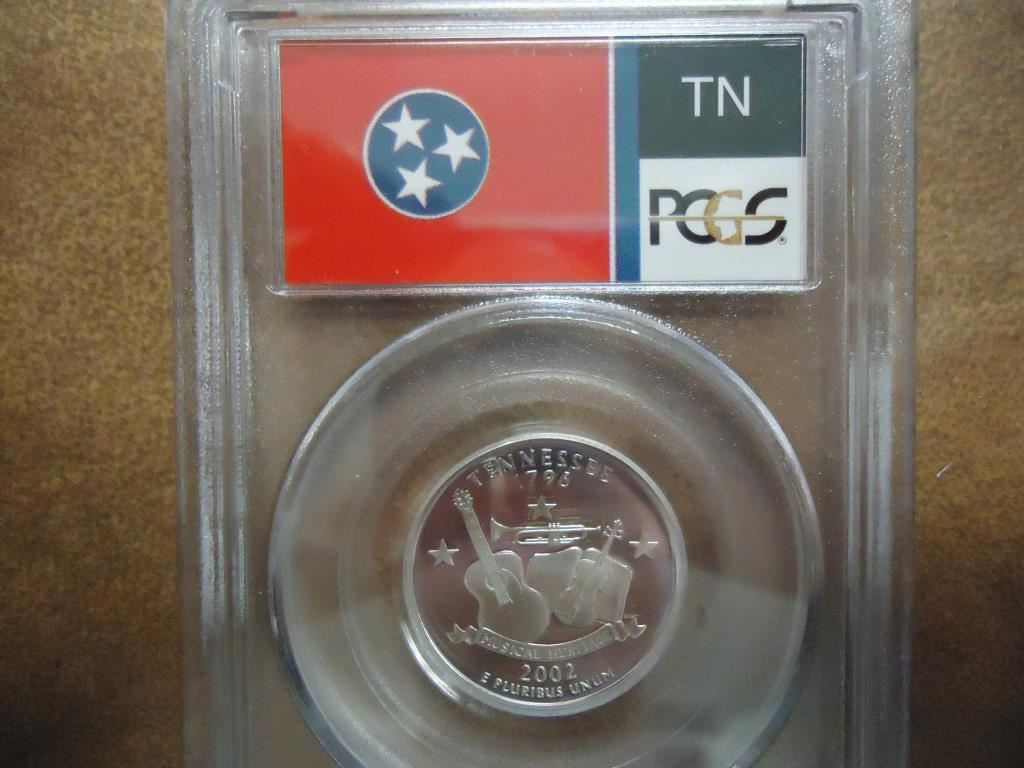 TN
PCGS®
TENNESSEE
1796
MUSICAL HERITAGE
2002
E PLURIBUS UNUM